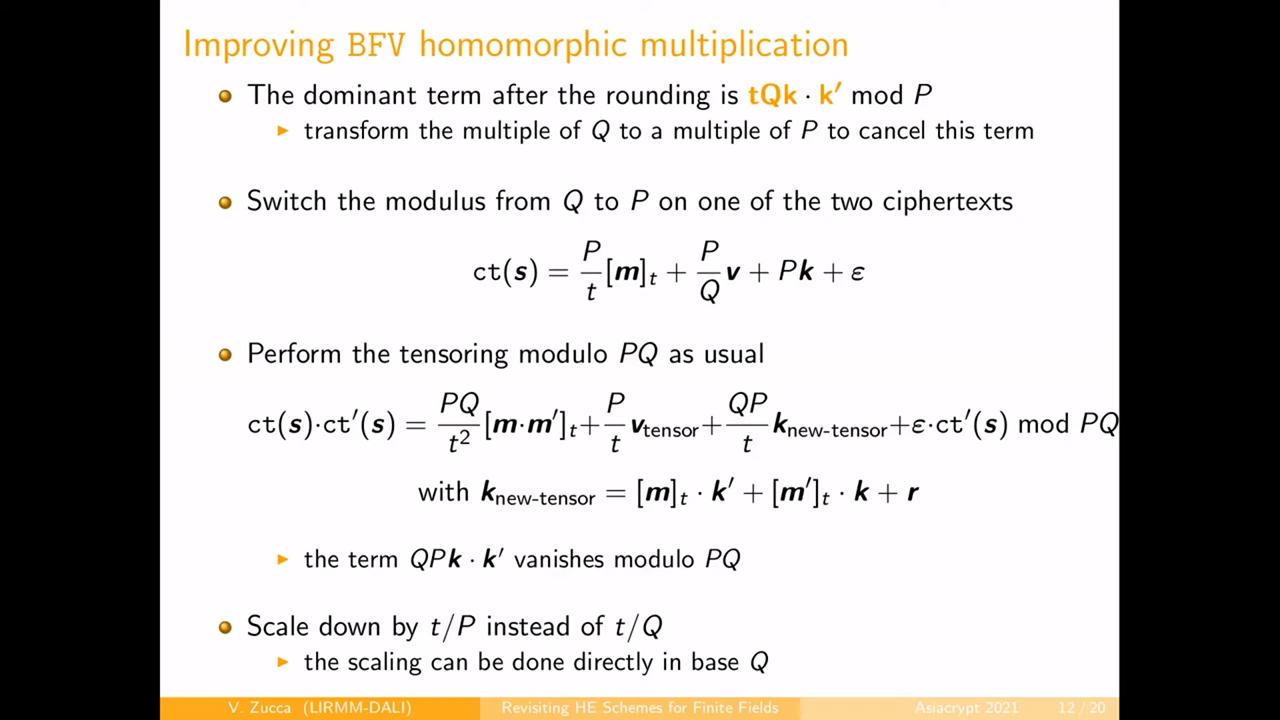 Improving BFV homomorphic multiplication
The dominant term after the rounding is tQk · k′ mod P
▶ transform the multiple of Q to a multiple of P to cancel this term
Switch the modulus from Q to P on one of the two ciphertexts
ct(s) = P/t [m]_t + P/Q v + Pk + ε
Perform the tensoring modulo PQ as usual
ct(s)·ct′(s) = PQ/t² [m·m′]_t + P/t v_tensor + QP/t k_new-tensor + ε·ct′(s) mod PQ
with k_new-tensor = [m]_t · k′ + [m′]_t · k + r
▶ the term QPk · k′ vanishes modulo PQ
Scale down by t/P instead of t/Q
▶ the scaling can be done directly in base Q
V. Zucca (LIRMM-DALI) Revisiting HE Schemes for Finite Fields Asiacrypt 2021 12 / 20